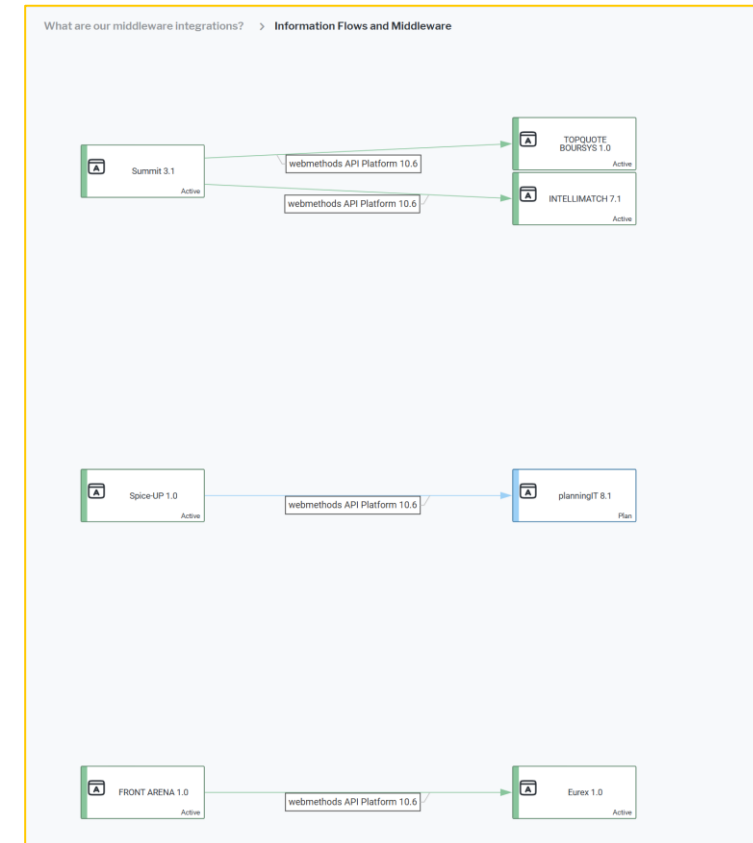 What are our middleware integrations? > Information Flows and Middleware
TOPQUOTE
BOURSYS 1.0
Active
Summit 3.1
Active
webmethods API Platform 10.6
webmethods API Platform 10.6
INTELLIMATCH 7.1
Active
Spice-UP 1.0
Active
webmethods API Platform 10.6
planningIT 8.1
Plan
FRONT ARENA 1.0
Active
webmethods API Platform 10.6
Eurex 1.0
Active